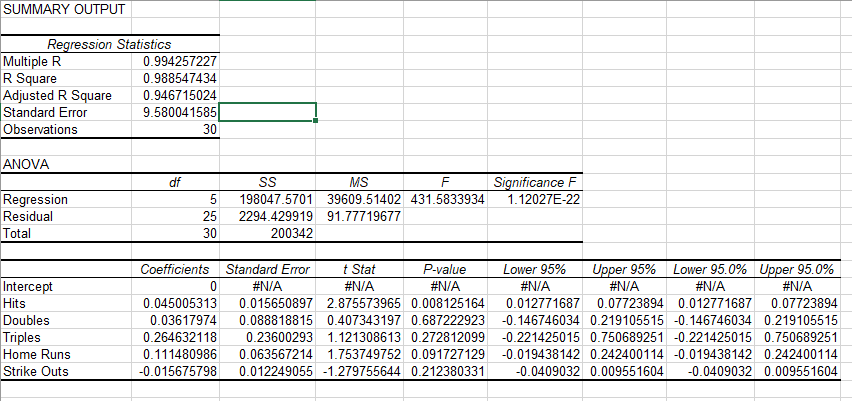 SUMMARY OUTPUT
Regression Statistics
Multiple R 0.994257227
R Square 0.988547434
Adjusted R Square 0.946715024
Standard Error 9.580041585
Observations 30
ANOVA
df SS MS F Significance F
Regression 5 198047.5701 39609.51402 431.5833934 1.12027E-22
Residual 25 2294.429919 91.77719677
Total 30 200342
Coefficients Standard Error t Stat P-value Lower 95% Upper 95% Lower 95.0% Upper 95.0%
Intercept 0 #N/A #N/A #N/A #N/A #N/A #N/A #N/A
Hits 0.045005313 0.015650897 2.875573965 0.008125164 0.012771687 0.07723894 0.012771687 0.07723894
Doubles 0.03617974 0.088818815 0.407343197 0.687222923 -0.146746034 0.219105515 -0.146746034 0.219105515
Triples 0.264632118 0.23600293 1.121308613 0.272812099 -0.221425015 0.750689251 -0.221425015 0.750689251
Home Runs 0.111480986 0.063567214 1.753749752 0.091727129 -0.019438142 0.242400114 -0.019438142 0.242400114
Strike Outs -0.015675798 0.012249055 -1.279755644 0.212380331 -0.0409032 0.009551604 -0.0409032 0.009551604